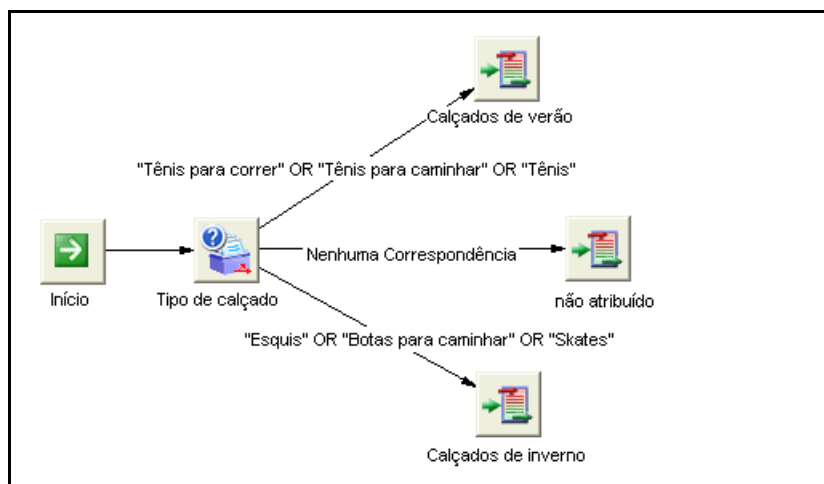 Calçados de verão
"Tênis para correr" OR "Tênis para caminhar" OR "Tênis"
Nenhuma Correspondência
Início
Tipo de calçado
não atribuído
"Esquis" OR "Botas para caminhar" OR "Skates"
Calçados de inverno